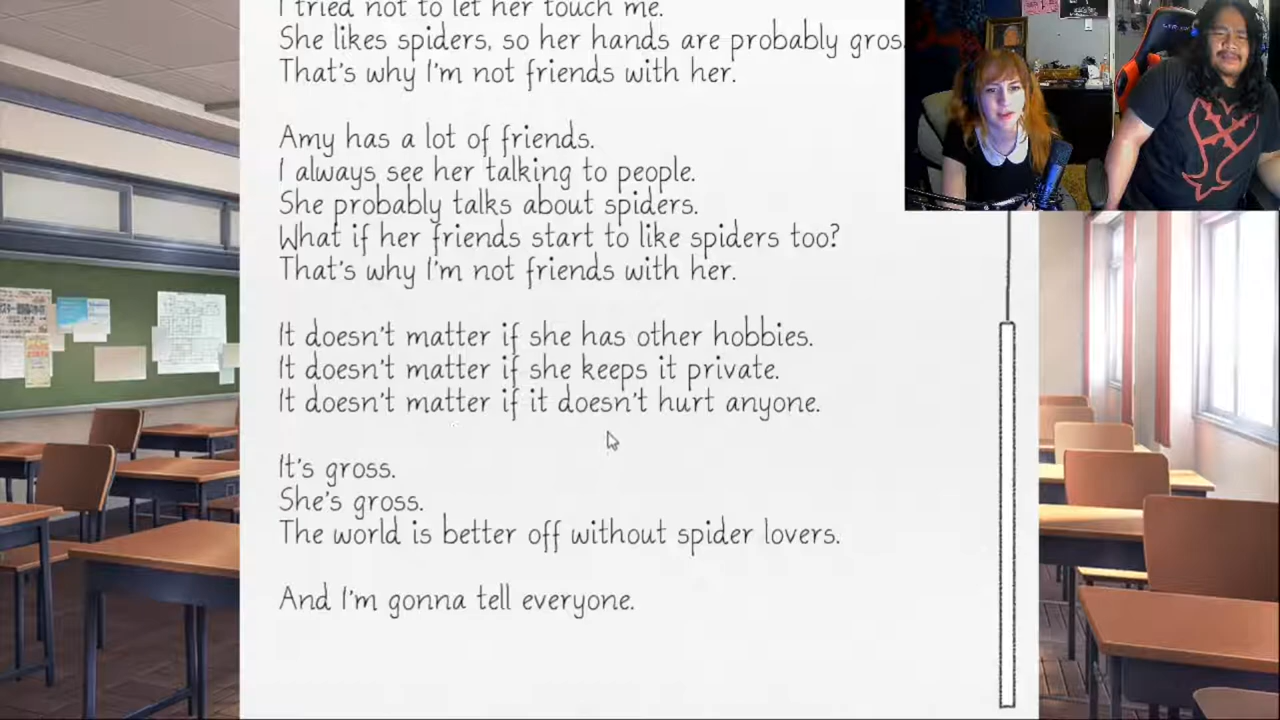 I tried not to let her touch me.
She likes spiders, so her hands are probably gros
That's why I'm not friends with her.
Amy has a lot of friends.
I always see her talking to people.
She probably talks about spiders.
What if her friends start to like spiders too?
That's why I'm not friends with her.
It doesn't matter if she has other hobbies.
It doesn't matter if she keeps it private.
It doesn't matter if it doesn't hurt anyone.
It's gross.
She's gross.
The world is better off without spider lovers.
And I'm gonna tell everyone.